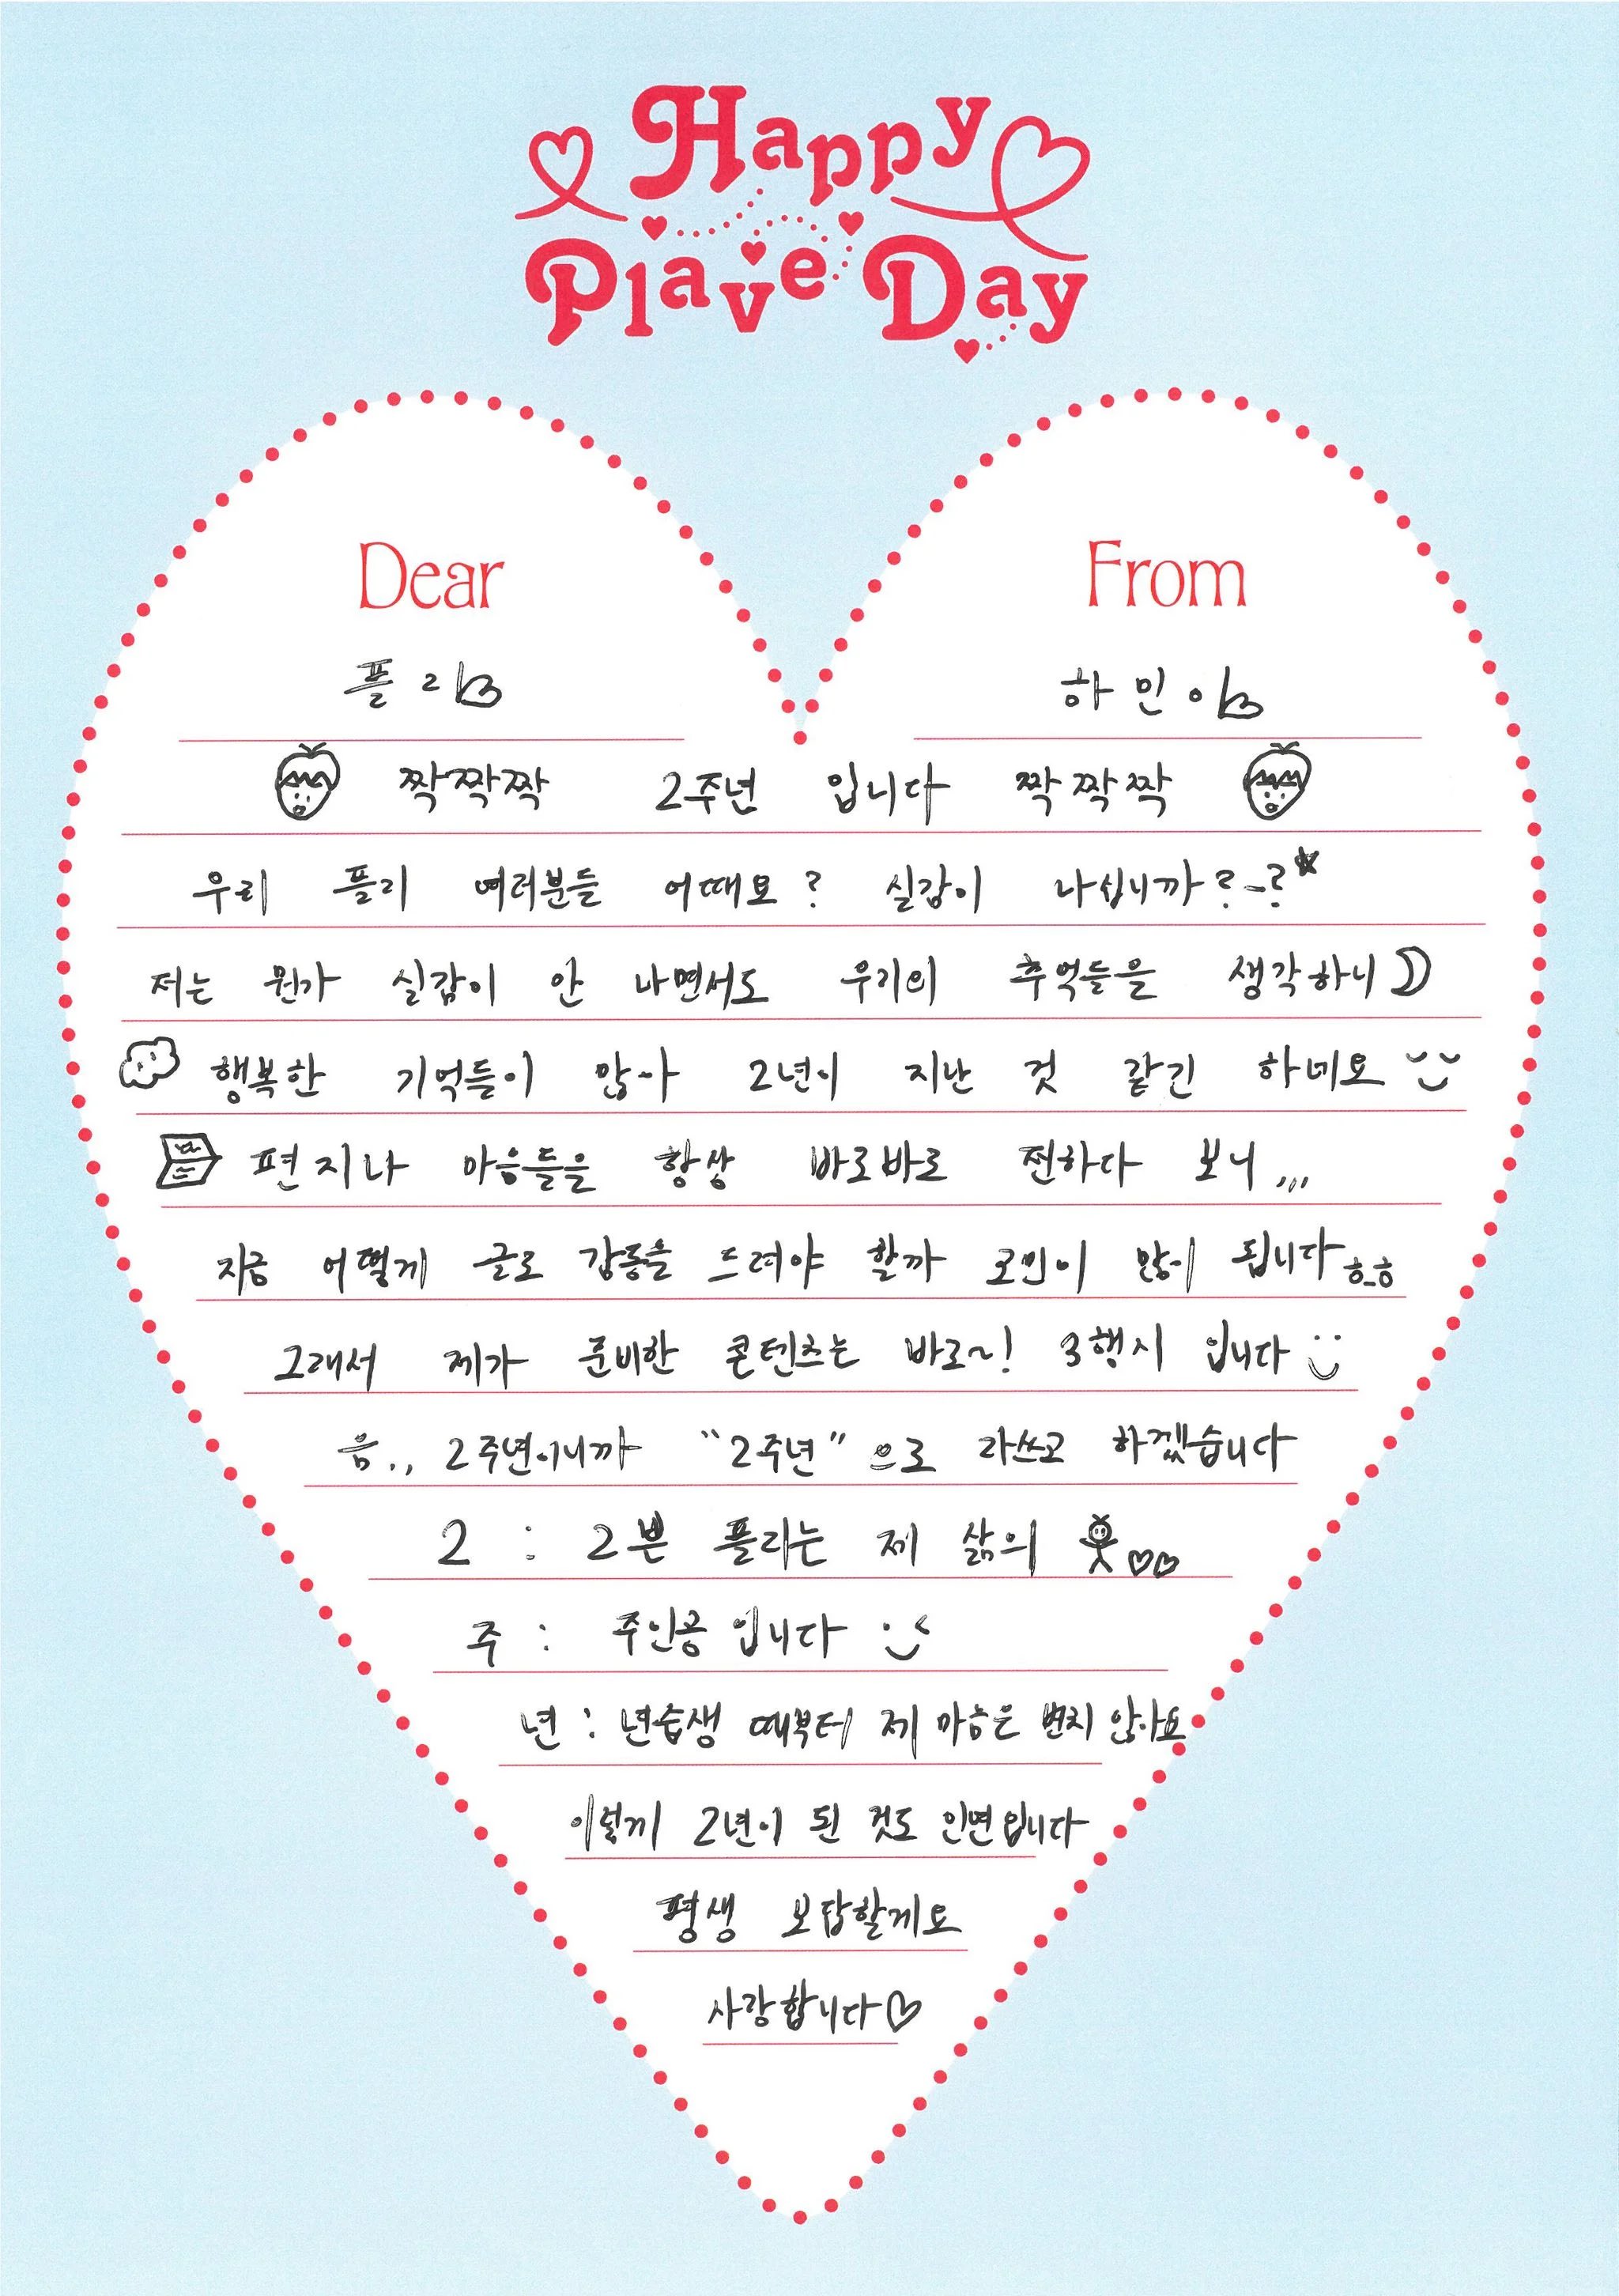 Happy
Plave Day
Dear
From
플리
하민이
짝짝짝 2주년 입니다 짝짝짝
우리 플리 여러분들 어때요? 실감이 나십니까?-?
저는 뭔가 실감이 안 나면서도 우리의 추억들을 생각하니
행복한 기억들이 많아 2년이 지난 것 같긴 하네요
편지나 마음들을 항상 바로바로 전하다 보니,,,
지금 어떻게 글로 감동을 드려야 할까 고민이 많이 됩니다 ㅎ_ㅎ
그래서 제가 준비한 콘텐츠는 바로~! 3행시 입니다
음.., 2주년이니까 "2주년"으로 하겠습니다
2 : 2쁜 플리는 제 삶의
주 : 주인공 입니다
년 : 년습생 때부터 제 마음은 변치 않아요
이렇게 2년이 된 것도 인연입니다
평생 보답할게요
사랑합니다♡